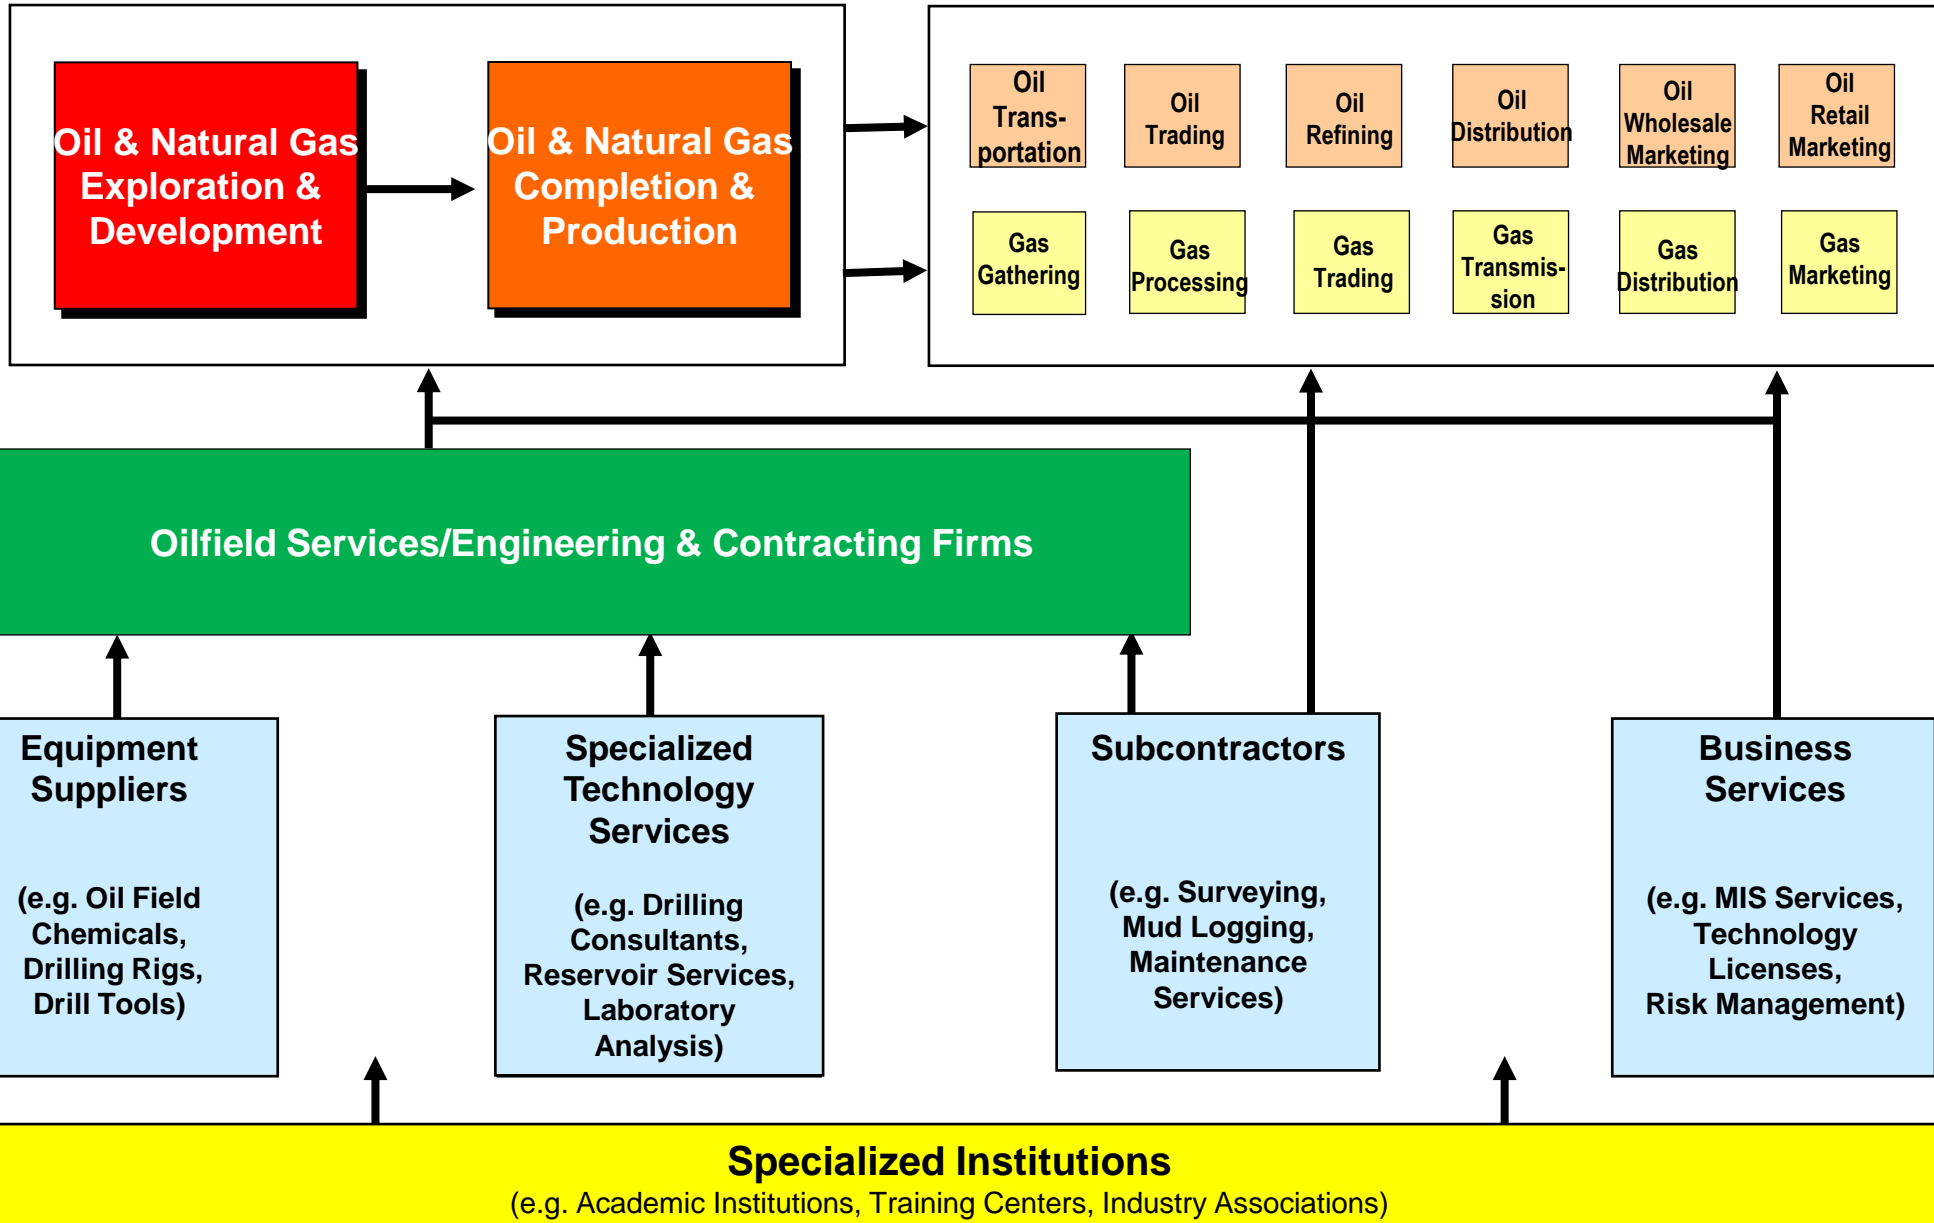 Oil & Natural Gas
Exploration &
Development
Oil & Natural Gas
Completion &
Production
Oil
Trans-
portation
Oil
Trading
Oil
Refining
Oil
Distribution
Oil
Wholesale
Marketing
Oil
Retail
Marketing
Gas
Gathering
Gas
Processing
Gas
Trading
Gas
Transmis-
sion
Gas
Distribution
Gas
Marketing
Oilfield Services/Engineering & Contracting Firms
Equipment
Suppliers
(e.g. Oil Field
Chemicals,
Drilling Rigs,
Drill Tools)
Specialized
Technology
Services
(e.g. Drilling
Consultants,
Reservoir Services,
Laboratory
Analysis)
Subcontractors
(e.g. Surveying,
Mud Logging,
Maintenance
Services)
Business
Services
(e.g. MIS Services,
Technology
Licenses,
Risk Management)
Specialized Institutions
(e.g. Academic Institutions, Training Centers, Industry Associations)